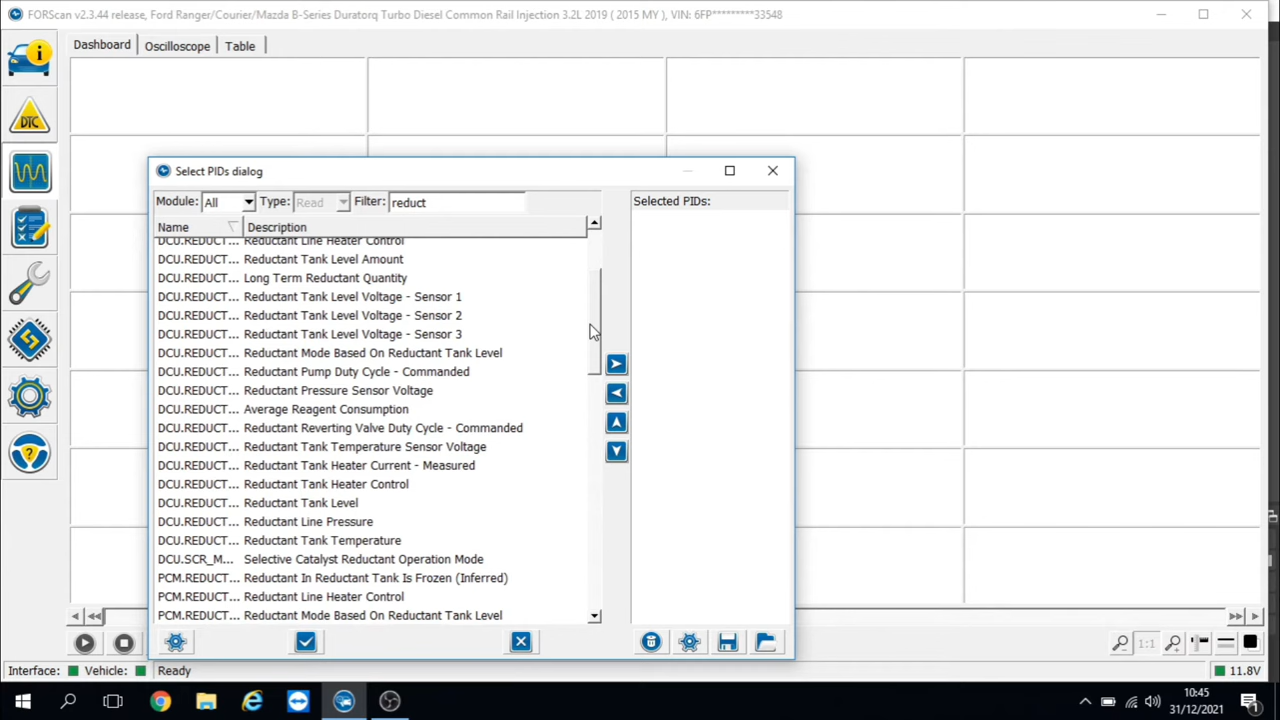 FORScan v2.3.44 release, Ford Ranger/Courier/Mazda B-Series Duratorq Turbo Diesel Common Rail Injection 3.2L 2019 ( 2015 MY ), VIN: 6FP*********33548
Dashboard Oscilloscope Table
DTC
Select PIDs dialog
Module: All Type: Read Filter: reduct
Selected PIDs:
Name Description
DCU.REDUCT... Reductant Line Heater Control
DCU.REDUCT... Reductant Tank Level Amount
DCU.REDUCT... Long Term Reductant Quantity
DCU.REDUCT... Reductant Tank Level Voltage - Sensor 1
DCU.REDUCT... Reductant Tank Level Voltage - Sensor 2
DCU.REDUCT... Reductant Tank Level Voltage - Sensor 3
DCU.REDUCT... Reductant Mode Based On Reductant Tank Level
DCU.REDUCT... Reductant Pump Duty Cycle - Commanded
DCU.REDUCT... Reductant Pressure Sensor Voltage
DCU.REDUCT... Average Reagent Consumption
DCU.REDUCT... Reductant Reverting Valve Duty Cycle - Commanded
DCU.REDUCT... Reductant Tank Temperature Sensor Voltage
DCU.REDUCT... Reductant Tank Heater Current - Measured
DCU.REDUCT... Reductant Tank Heater Control
DCU.REDUCT... Reductant Tank Level
DCU.REDUCT... Reductant Line Pressure
DCU.REDUCT... Reductant Tank Temperature
DCU.SCR_M... Selective Catalyst Reductant Operation Mode
PCM.REDUCT... Reductant In Reductant Tank Is Frozen (Inferred)
PCM.REDUCT... Reductant Line Heater Control
PCM.REDUCT... Reductant Mode Based On Reductant Tank Level
1:1
Interface: Vehicle: Ready 11.8V
10:45
31/12/2021
1